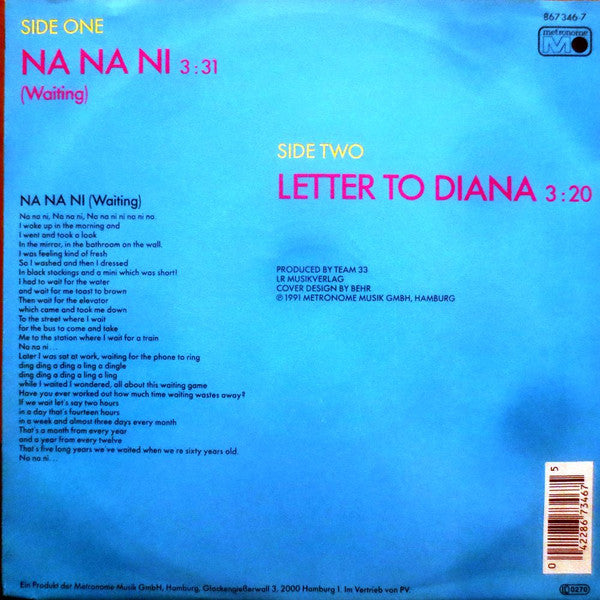 SIDE ONE
NA NA NI 3:31
(Waiting)
867 346-7
metronome
M
SIDE TWO
LETTER TO DIANA 3:20
NA NA NI (Waiting)
Na na ni, Na na ni, Na na ni ni na ni na
I woke up in the morning and
I went and took a look
In the mirror, in the bathroom on the wall.
I was feeling kind of fresh
So I washed and then I dressed
In black stockings and a mini which was short!
I had to wait for the water
and wait for me toast to brown
Then wait for the elevator
which came and took me down
To the street where I wait
for the bus to come and take
Me to the station where I wait for a train
Na na ni...
Later I was sat at work, waiting for the phone to ring
ding ding a ding a ling a dingle
ding ding a ding a ling a ling
while I waited I wondered, all about this waiting game
Have you ever worked out how much time waiting wastes away?
If we wait let's say two hours
in a day that's fourteen hours
in a week and almost three days every month
That's a month from every year
and a year from every twelve
That's five long years we've waited when we're sixty years old.
Na na ni...
PRODUCED BY TEAM 33
LR MUSIKVERLAG
COVER DESIGN BY BEHR
℗ 1991 METRONOME MUSIK GMBH, HAMBURG
0 42286 73467 5
Ein Produkt der Metronome Musik GmbH, Hamburg, Glockengießerwall 3, 2000 Hamburg 1. Im Vertrieb von PV.
LC 0270